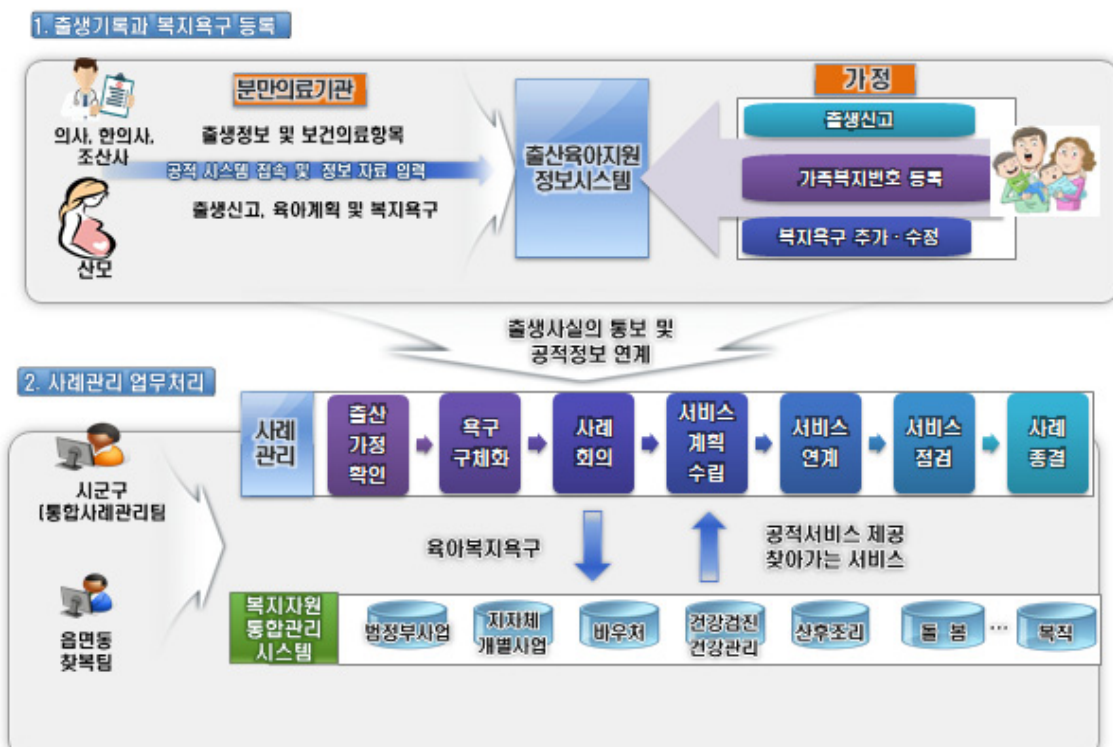 1. 출생기록과 복지욕구 등록
분만의료기관
가정
의사, 한의사,
조산사
출생정보 및 보건의료항목
공적 시스템 접속 및 정보 자료 입력
출생신고, 육아계획 및 복지욕구
산모
출산육아지원
정보시스템
출생신고
가족복지번호 등록
복지욕구 추가·수정
출생사실의 통보 및
공적정보 연계
2. 사례관리 업무처리
시군구
(통합사례관리팀
읍면동
찾복팀
사례
관리
출산
가정
확인
욕구
구체화
사례
회의
서비스
계획
수립
서비스
연계
서비스
점검
사례
종결
육아복지욕구
공적서비스 제공
찾아가는 서비스
복지자원
통합관리
시스템
범정부사업
지자체
개별사업
바우처
건강검진
건강관리
산후조리
돌 봄
...
복직